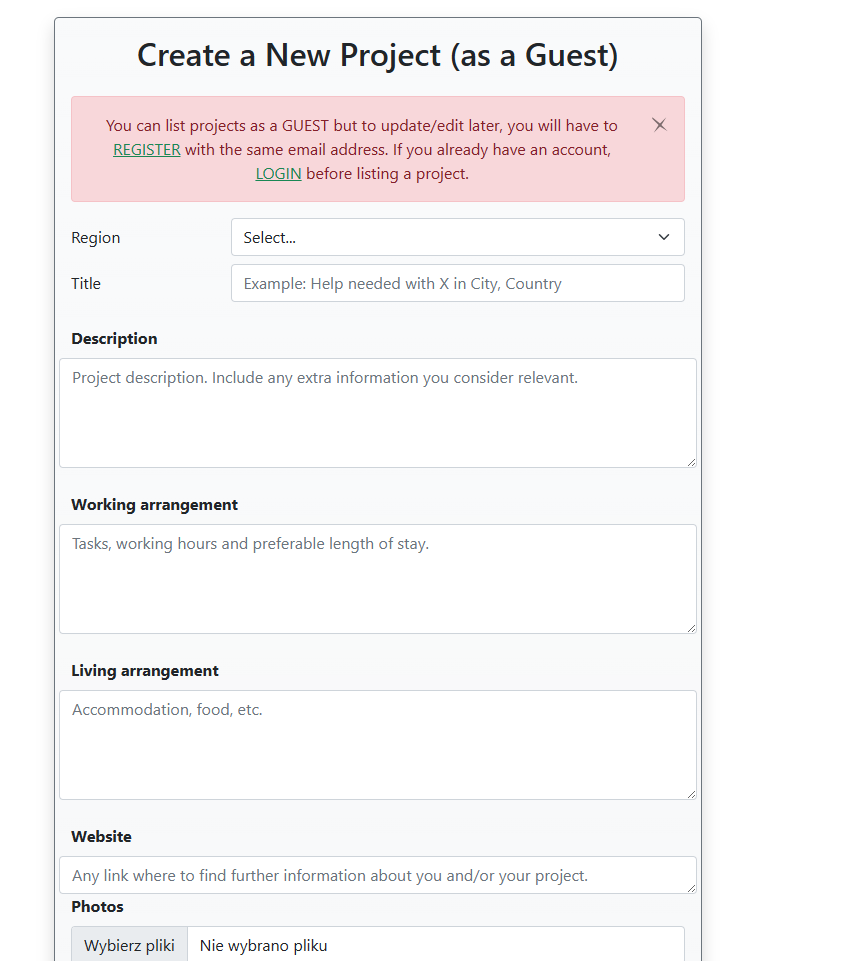 Create a New Project (as a Guest)
You can list projects as a GUEST but to update/edit later, you will have to
REGISTER with the same email address. If you already have an account,
LOGIN before listing a project.
Region
Select...
Title
Example: Help needed with X in City, Country
Description
Project description. Include any extra information you consider relevant.
Working arrangement
Tasks, working hours and preferable length of stay.
Living arrangement
Accommodation, food, etc.
Website
Any link where to find further information about you and/or your project.
Photos
Wybierz pliki
Nie wybrano pliku